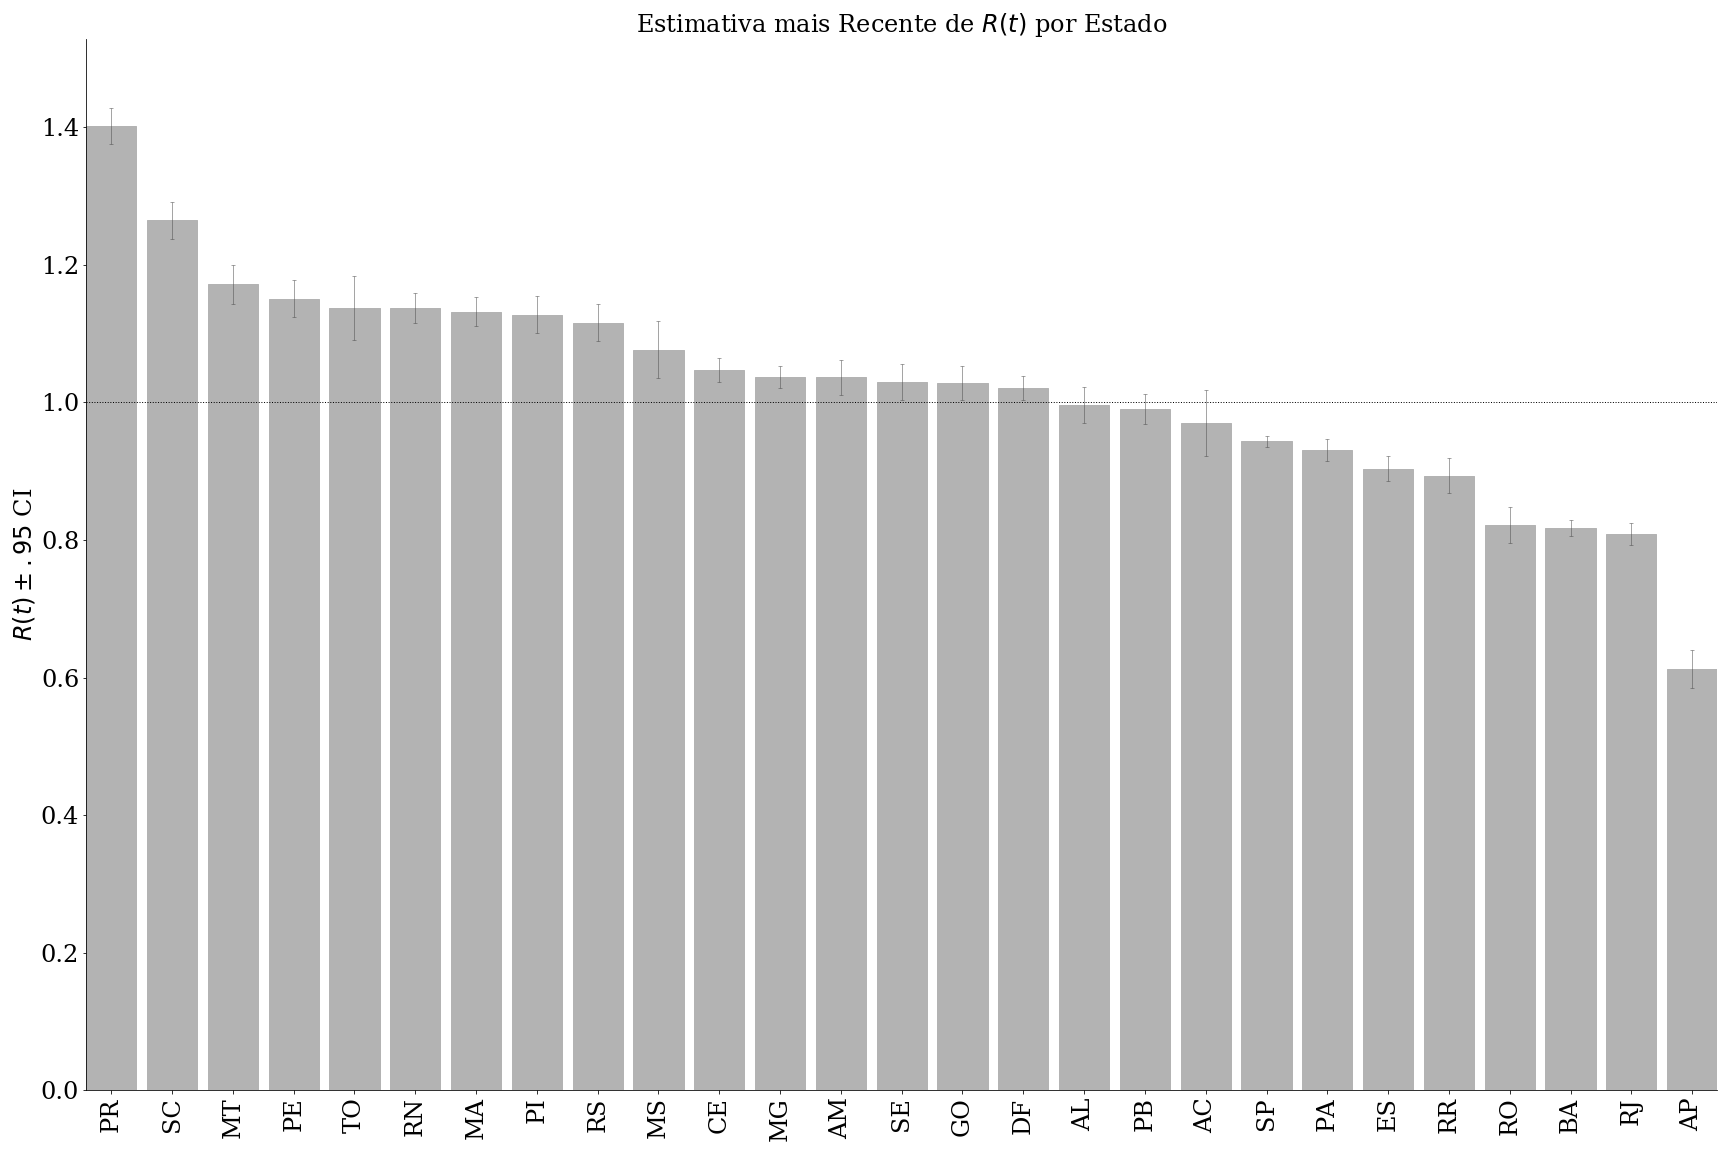 Estimativa mais Recente de R(t) por Estado
R(t) ± .95 CI
1.4
1.2
1.0
0.8
0.6
0.4
0.2
0.0
PR SC MT PE TO RN MA PI RS MS CE MG AM SE GO DF AL PB AC SP PA ES RR RO BA RJ AP